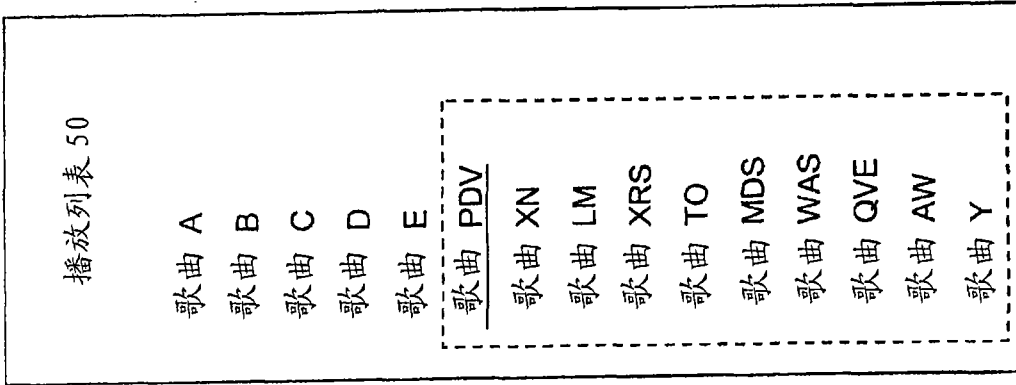 播放列表 50
歌曲 A
歌曲 B
歌曲 C
歌曲 D
歌曲 E
歌曲 PDV
歌曲 XN
歌曲 LM
歌曲 XRS
歌曲 TO
歌曲 MDS
歌曲 WAS
歌曲 QVE
歌曲 AW
歌曲 Y